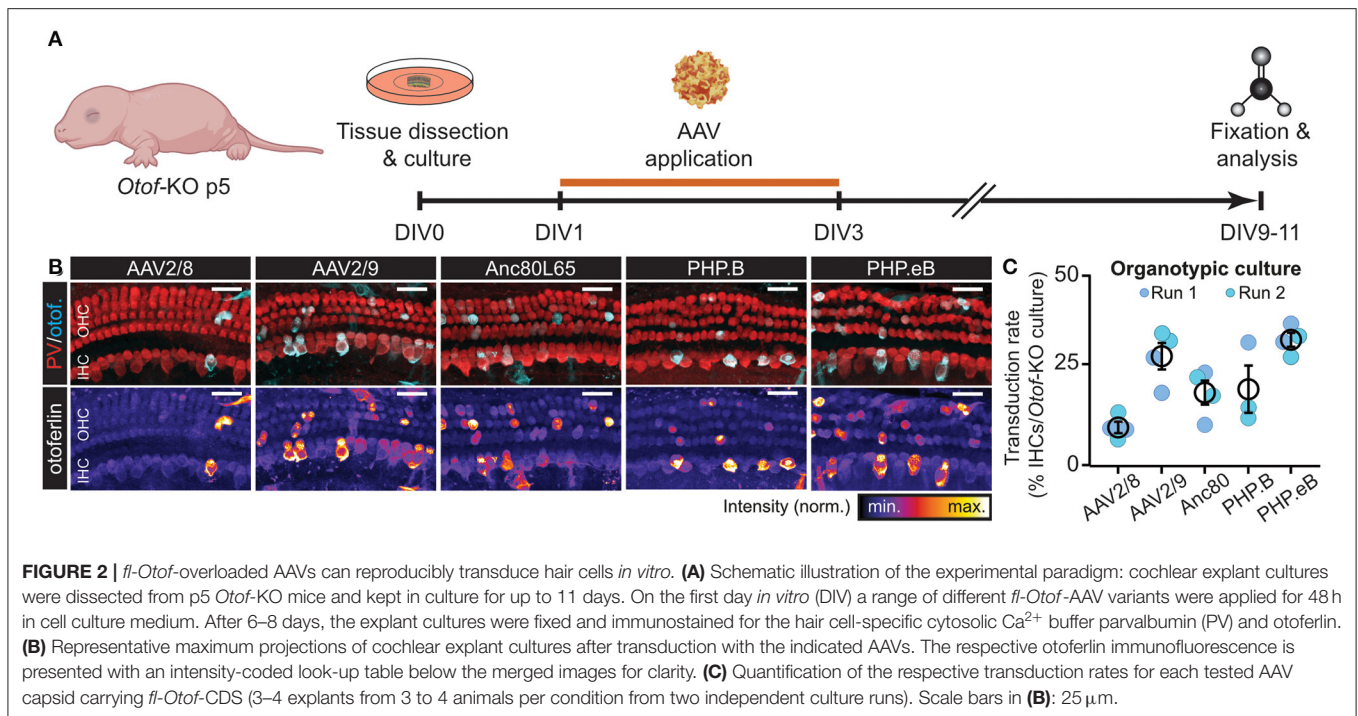 A
Otof-KO p5
Tissue dissection
& culture
AAV
application
Fixation &
analysis
DIV0
DIV1
DIV3
DIV9-11
B
AAV2/8
AAV2/9
Anc80L65
PHP.B
PHP.eB
PV/otof.
OHC
IHC
otoferlin
OHC
IHC
Intensity (norm.)
min.
max.
C
Organotypic culture
Run 1
Run 2
Transduction rate
(% IHCs/Otof-KO culture)
50
25
0
AAV2/8
AAV2/9
Anc80
PHP.B
PHP.eB
FIGURE 2 | fl-Otof-overloaded AAVs can reproducibly transduce hair cells in vitro. (A) Schematic illustration of the experimental paradigm: cochlear explant cultures
were dissected from p5 Otof-KO mice and kept in culture for up to 11 days. On the first day in vitro (DIV) a range of different fl-Otof-AAV variants were applied for 48 h
in cell culture medium. After 6–8 days, the explant cultures were fixed and immunostained for the hair cell-specific cytosolic Ca²⁺ buffer parvalbumin (PV) and otoferlin.
(B) Representative maximum projections of cochlear explant cultures after transduction with the indicated AAVs. The respective otoferlin immunofluorescence is
presented with an intensity-coded look-up table below the merged images for clarity. (C) Quantification of the respective transduction rates for each tested AAV
capsid carrying fl-Otof-CDS (3–4 explants from 3 to 4 animals per condition from two independent culture runs). Scale bars in (B): 25 μm.